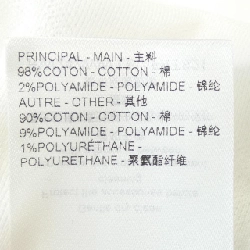 PRINCIPAL - MAIN - 主料
98%COTON - COTTON - 棉
2%POLYAMIDE - POLYAMIDE - 锦纶
AUTRE - OTHER - 其他
90%COTON - COTTON - 棉
9%POLYAMIDE - POLYAMIDE - 锦纶
1%POLYURÉTHANE -
POLYURETHANE - 聚氨酯纤维